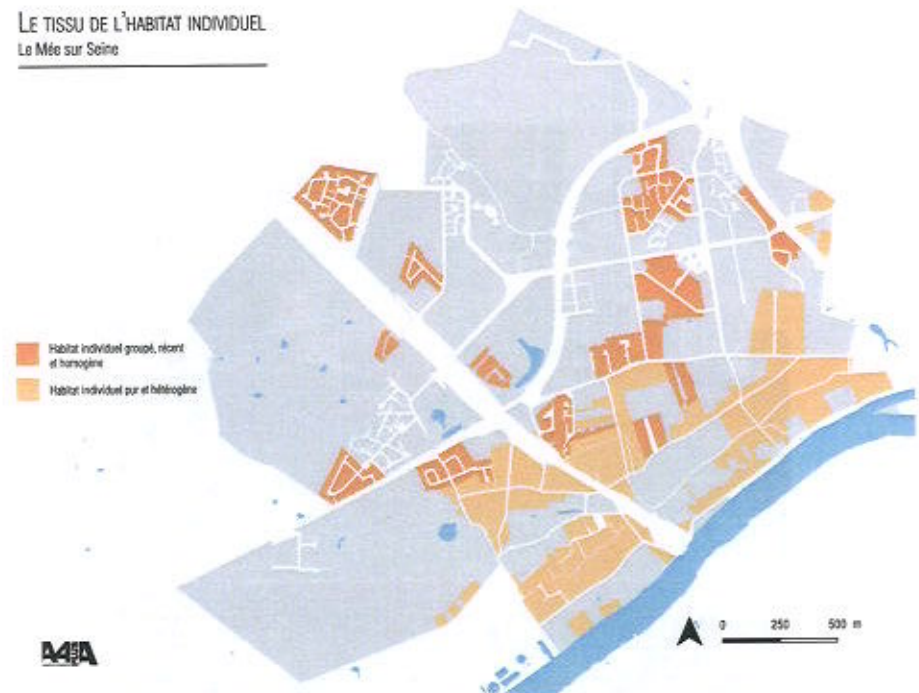 LE TISSU DE L'HABITAT INDIVIDUEL
Le Mée sur Seine
Habitat individuel groupé, récent
et homogène
Habitat individuel pur et hétérogène
0 250 500 m